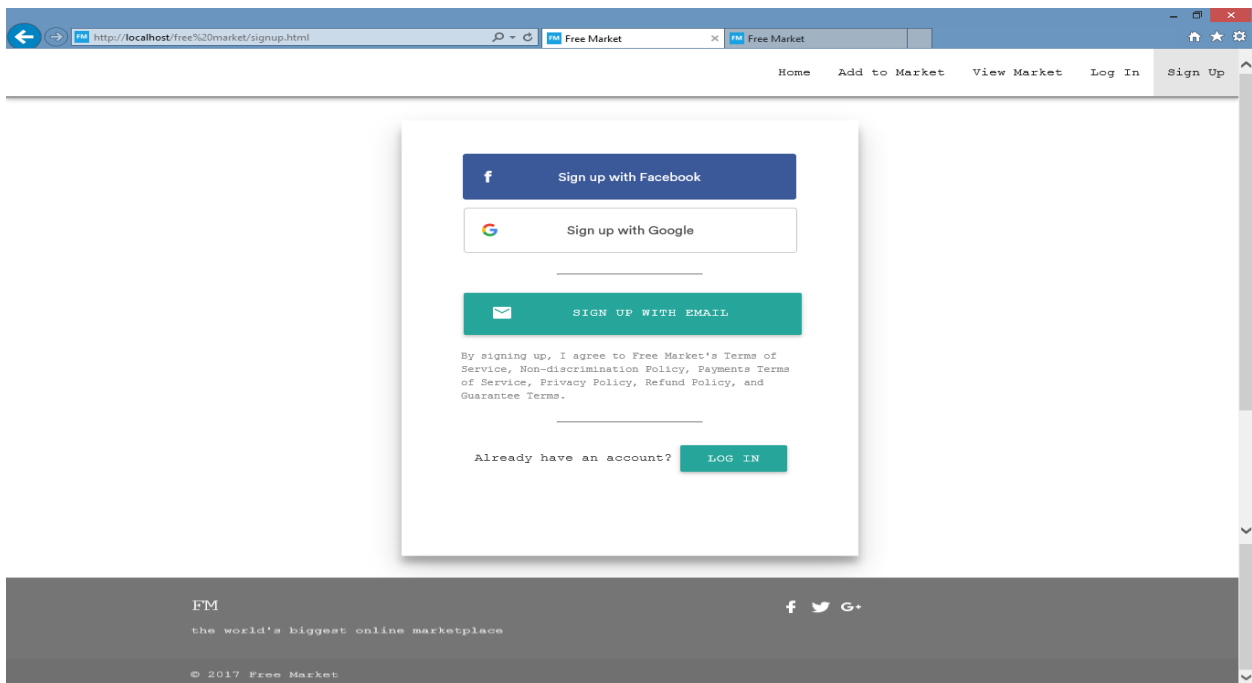 FM http://localhost/free%20market/signup.html FM Free Market FM Free Market
Home Add to Market View Market Log In Sign Up
f Sign up with Facebook
G Sign up with Google
SIGN UP WITH EMAIL
By signing up, I agree to Free Market's Terms of
Service, Non-discrimination Policy, Payments Terms
of Service, Privacy Policy, Refund Policy, and
Guarantee Terms.
Already have an account? LOG IN
FM f G+
the world's biggest online marketplace
© 2017 Free Market